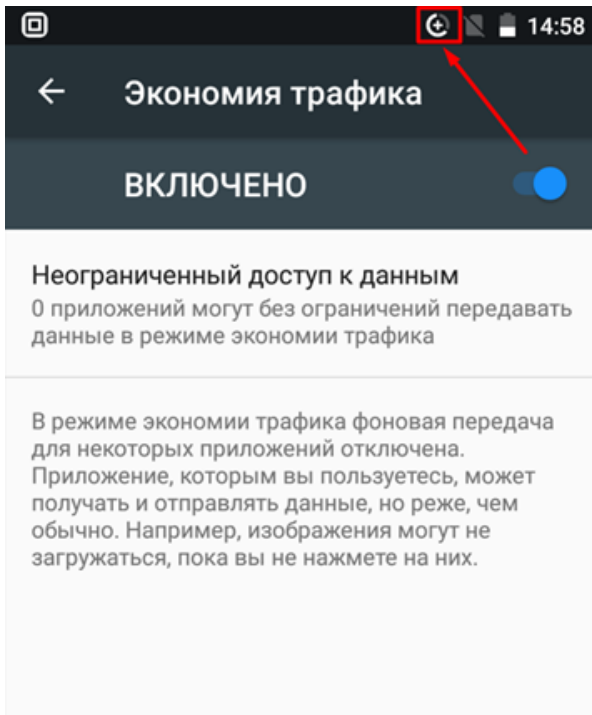 14:58
Экономия трафика
ВКЛЮЧЕНО
Неограниченный доступ к данным
0 приложений могут без ограничений передавать
данные в режиме экономии трафика
В режиме экономии трафика фоновая передача
для некоторых приложений отключена.
Приложение, которым вы пользуетесь, может
получать и отправлять данные, но реже, чем
обычно. Например, изображения могут не
загружаться, пока вы не нажмете на них.